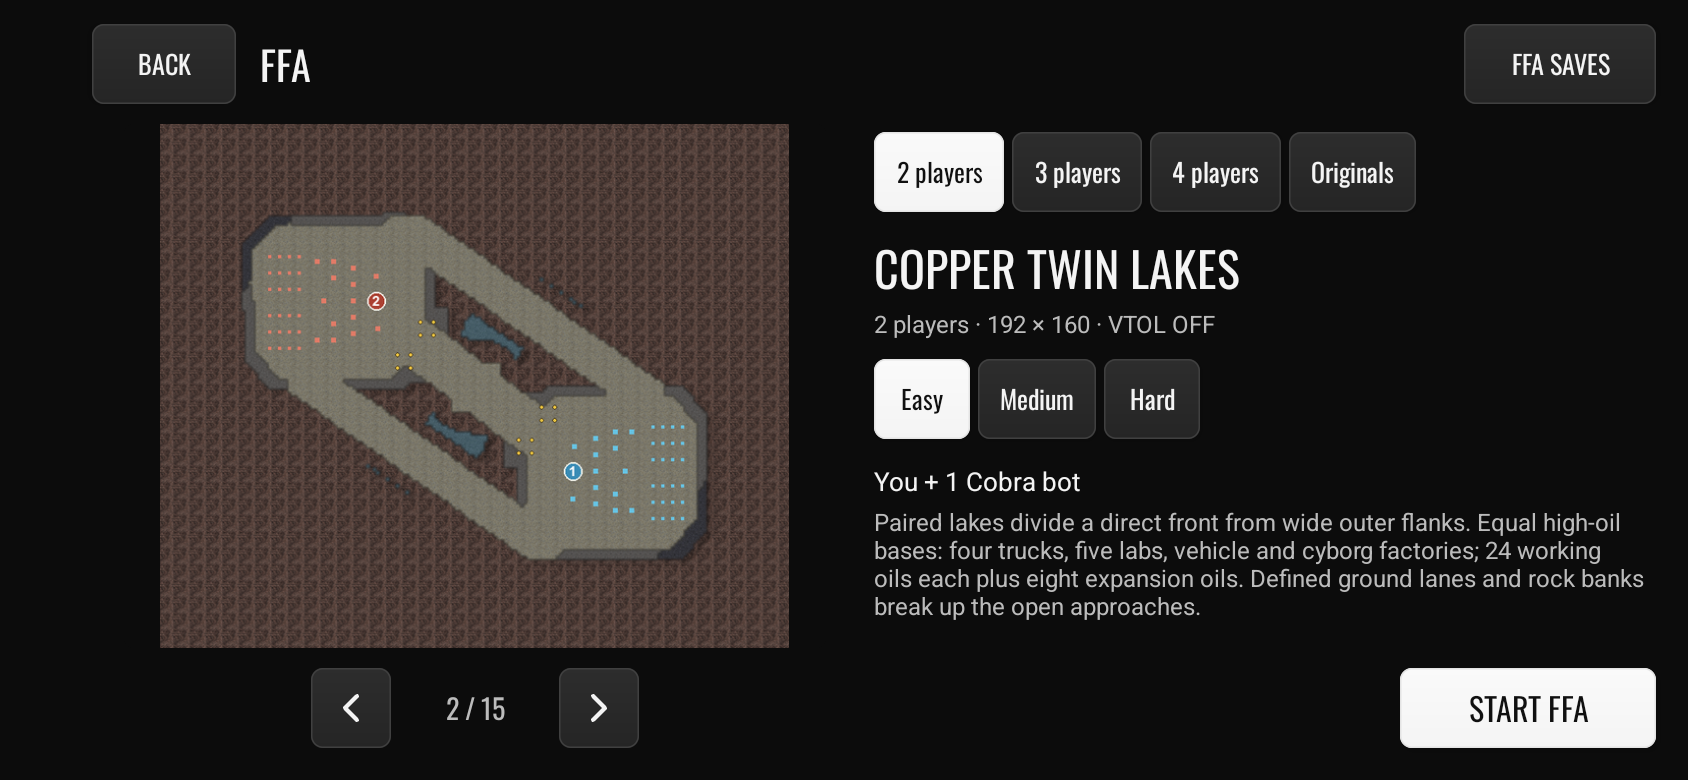 BACK
FFA
FFA SAVES
2 players
3 players
4 players
Originals
COPPER TWIN LAKES
2 players · 192 × 160 · VTOL OFF
Easy
Medium
Hard
You + 1 Cobra bot
Paired lakes divide a direct front from wide outer flanks. Equal high-oil
bases: four trucks, five labs, vehicle and cyborg factories; 24 working
oils each plus eight expansion oils. Defined ground lanes and rock banks
break up the open approaches.
2
1
2 / 15
START FFA